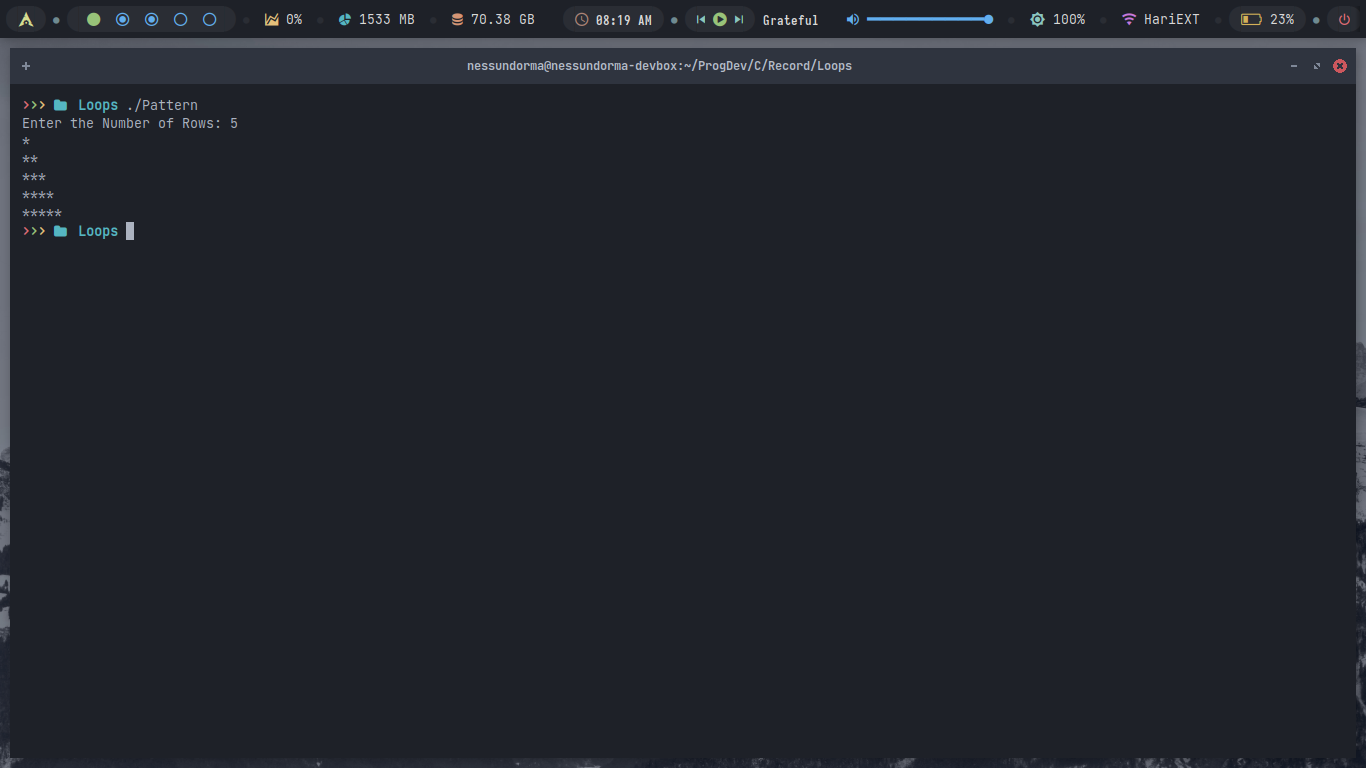 0% 1533 MB 70.38 GB 08:19 AM Grateful 100% HariEXT 23%
nessundorma@nessundorma-devbox:~/ProgDev/C/Record/Loops
>>> Loops ./Pattern
Enter the Number of Rows: 5
*
**
***
****
*****
>>> Loops